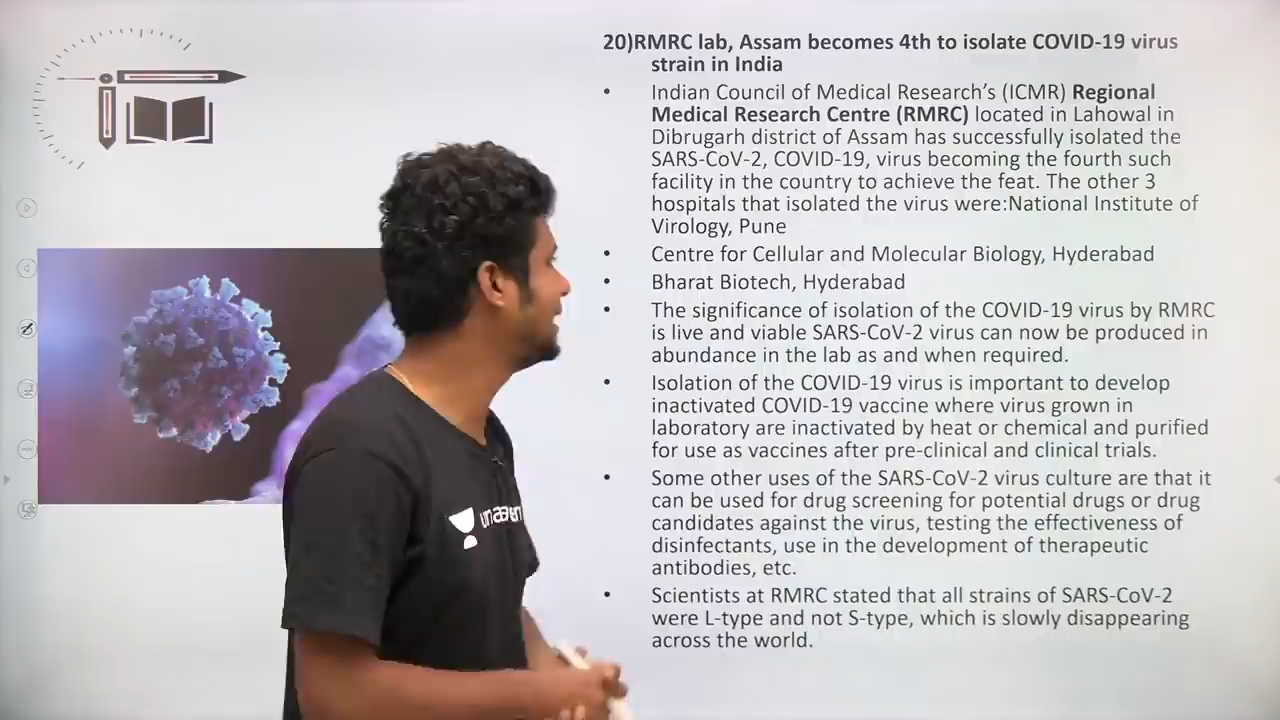 20)RMRC lab, Assam becomes 4th to isolate COVID-19 virus
strain in India
• Indian Council of Medical Research’s (ICMR) Regional
Medical Research Centre (RMRC) located in Lahowal in
Dibrugarh district of Assam has successfully isolated the
SARS-CoV-2, COVID-19, virus becoming the fourth such
facility in the country to achieve the feat. The other 3
hospitals that isolated the virus were:National Institute of
Virology, Pune
• Centre for Cellular and Molecular Biology, Hyderabad
• Bharat Biotech, Hyderabad
• The significance of isolation of the COVID-19 virus by RMRC
is live and viable SARS-CoV-2 virus can now be produced in
abundance in the lab as and when required.
• Isolation of the COVID-19 virus is important to develop
inactivated COVID-19 vaccine where virus grown in
laboratory are inactivated by heat or chemical and purified
for use as vaccines after pre-clinical and clinical trials.
• Some other uses of the SARS-CoV-2 virus culture are that it
can be used for drug screening for potential drugs or drug
candidates against the virus, testing the effectiveness of
disinfectants, use in the development of therapeutic
antibodies, etc.
• Scientists at RMRC stated that all strains of SARS-CoV-2
were L-type and not S-type, which is slowly disappearing
across the world.